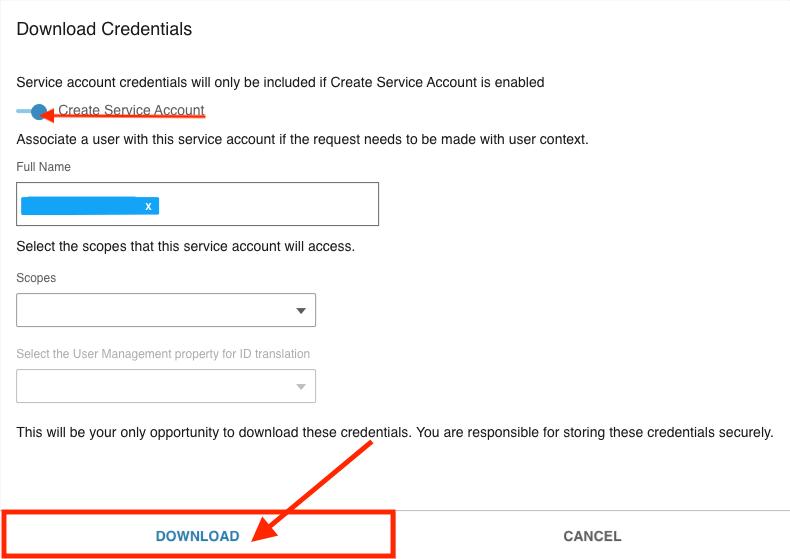 Download Credentials
Service account credentials will only be included if Create Service Account is enabled
Create Service Account
Associate a user with this service account if the request needs to be made with user context.
Full Name
x
Select the scopes that this service account will access.
Scopes
Select the User Management property for ID translation
This will be your only opportunity to download these credentials. You are responsible for storing these credentials securely.
DOWNLOAD CANCEL